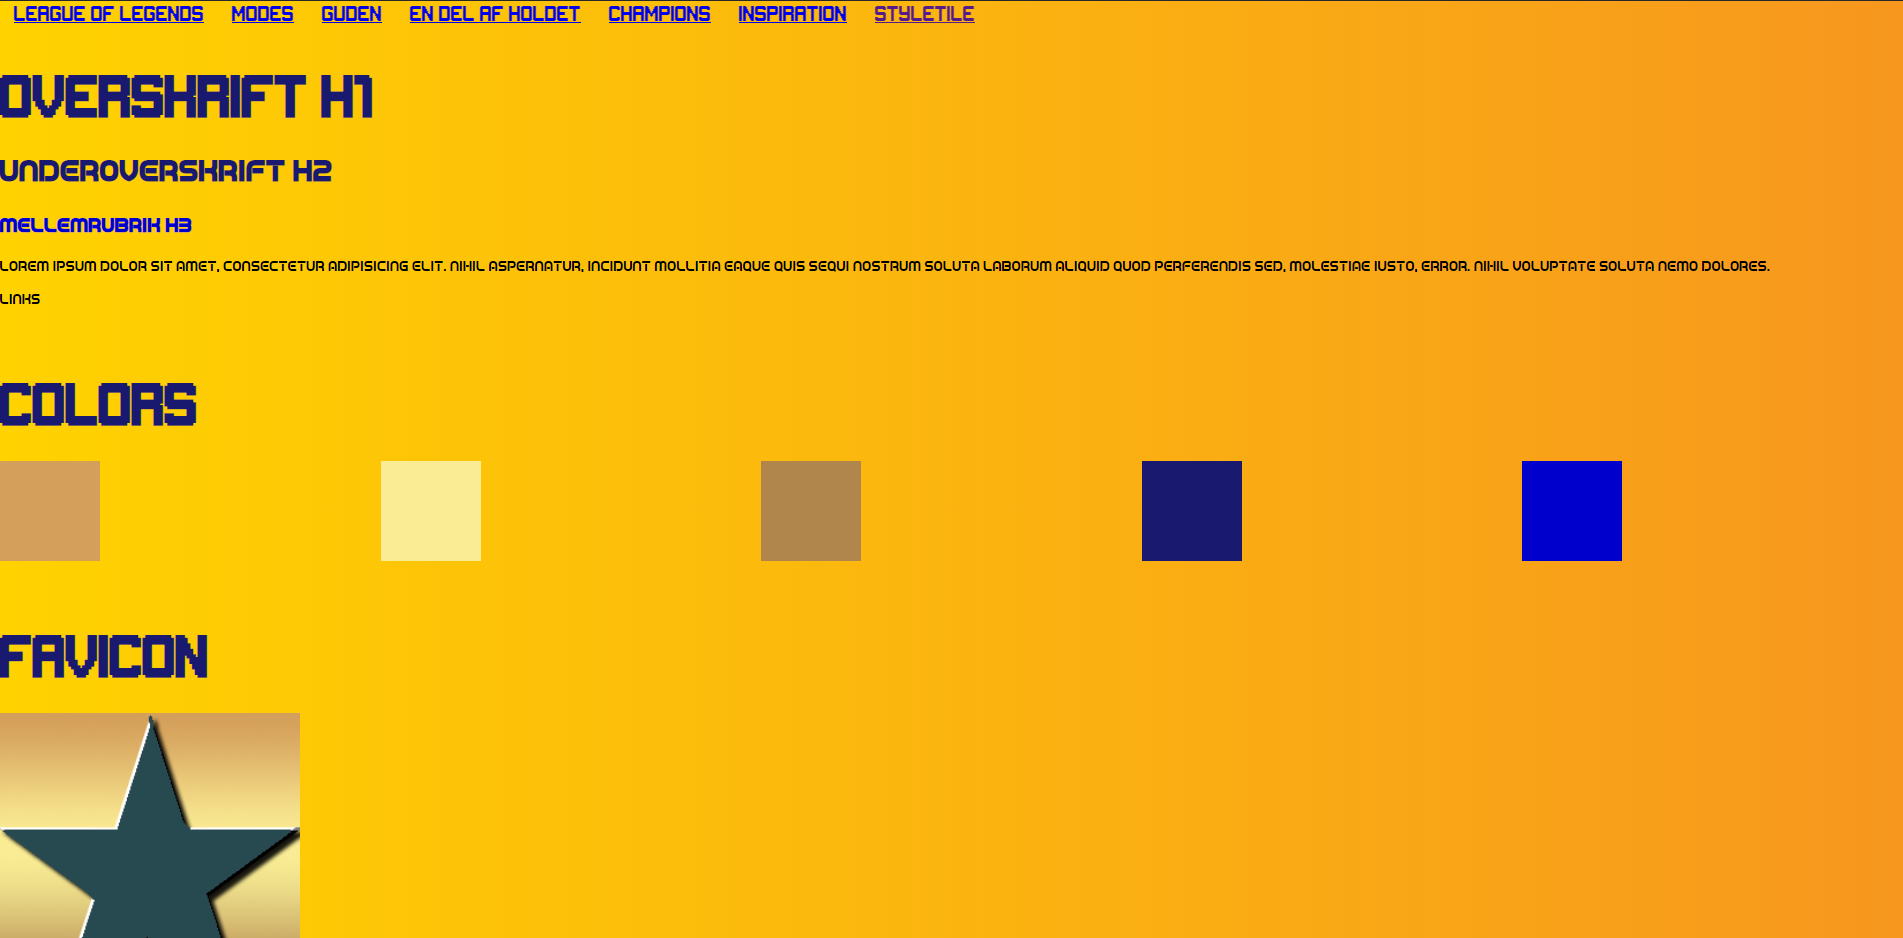 LEAGUE OF LEGENDS MODES GUDEN EN DEL AF HOLDET CHAMPIONS INSPIRATION STYLETILE
OVERSKRIFT H1
UNDEROVERSKRIFT H2
MELLEMRUBRIK H3
LOREM IPSUM DOLOR SIT AMET, CONSECTETUR ADIPISICING ELIT. NIHIL ASPERNATUR, INCIDUNT MOLLITIA EAQUE QUIS SEQUI NOSTRUM SOLUTA LABORUM ALIQUID QUOD PERFERENDIS SED, MOLESTIAE IUSTO, ERROR. NIHIL VOLUPTATE SOLUTA NEMO DOLORES.
LINKS
COLORS
FAVICON